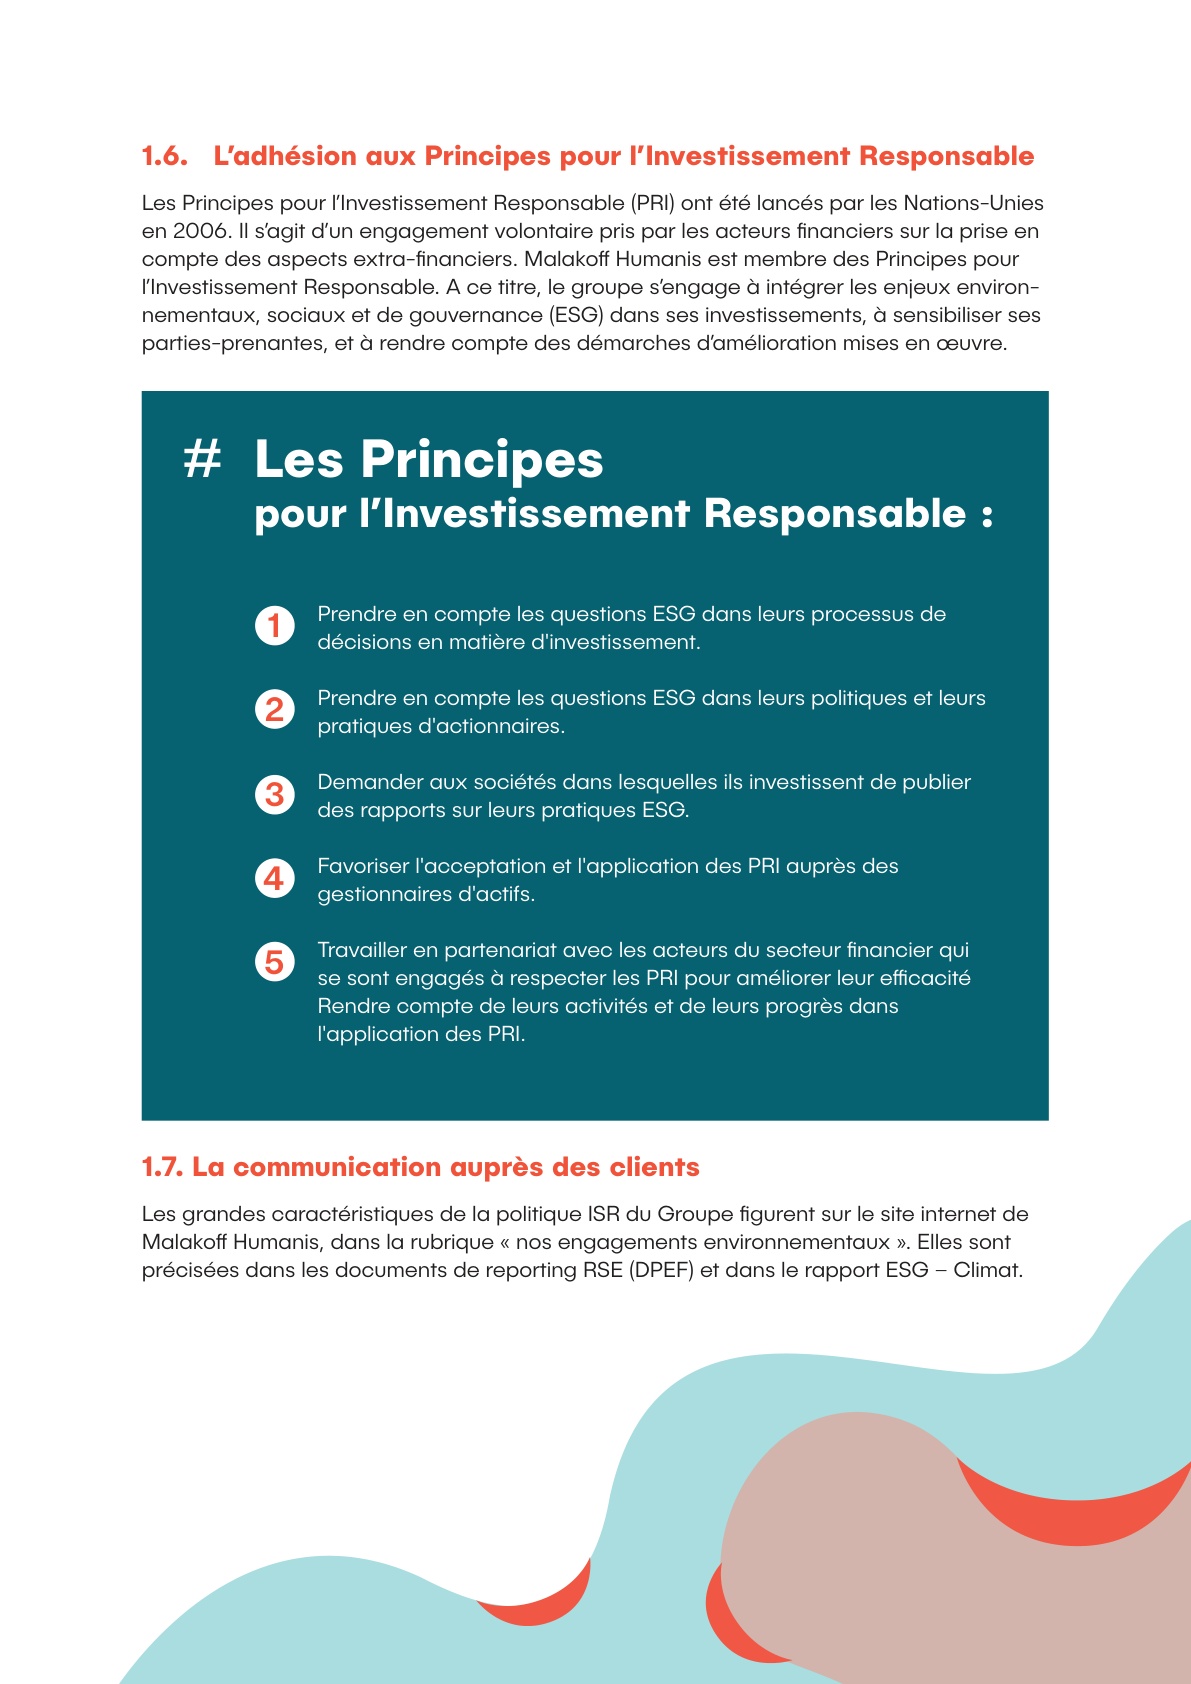 1.6. L’adhésion aux Principes pour l’Investissement Responsable
Les Principes pour l’Investissement Responsable (PRI) ont été lancés par les Nations-Unies
en 2006. Il s’agit d’un engagement volontaire pris par les acteurs financiers sur la prise en
compte des aspects extra-financiers. Malakoff Humanis est membre des Principes pour
l’Investissement Responsable. A ce titre, le groupe s’engage à intégrer les enjeux environ-
nementaux, sociaux et de gouvernance (ESG) dans ses investissements, à sensibiliser ses
parties-prenantes, et à rendre compte des démarches d’amélioration mises en œuvre.
# Les Principes
pour l’Investissement Responsable :
1 Prendre en compte les questions ESG dans leurs processus de
décisions en matière d'investissement.
2 Prendre en compte les questions ESG dans leurs politiques et leurs
pratiques d'actionnaires.
3 Demander aux sociétés dans lesquelles ils investissent de publier
des rapports sur leurs pratiques ESG.
4 Favoriser l'acceptation et l'application des PRI auprès des
gestionnaires d'actifs.
5 Travailler en partenariat avec les acteurs du secteur financier qui
se sont engagés à respecter les PRI pour améliorer leur efficacité
Rendre compte de leurs activités et de leurs progrès dans
l'application des PRI.
1.7. La communication auprès des clients
Les grandes caractéristiques de la politique ISR du Groupe figurent sur le site internet de
Malakoff Humanis, dans la rubrique « nos engagements environnementaux ». Elles sont
précisées dans les documents de reporting RSE (DPEF) et dans le rapport ESG – Climat.